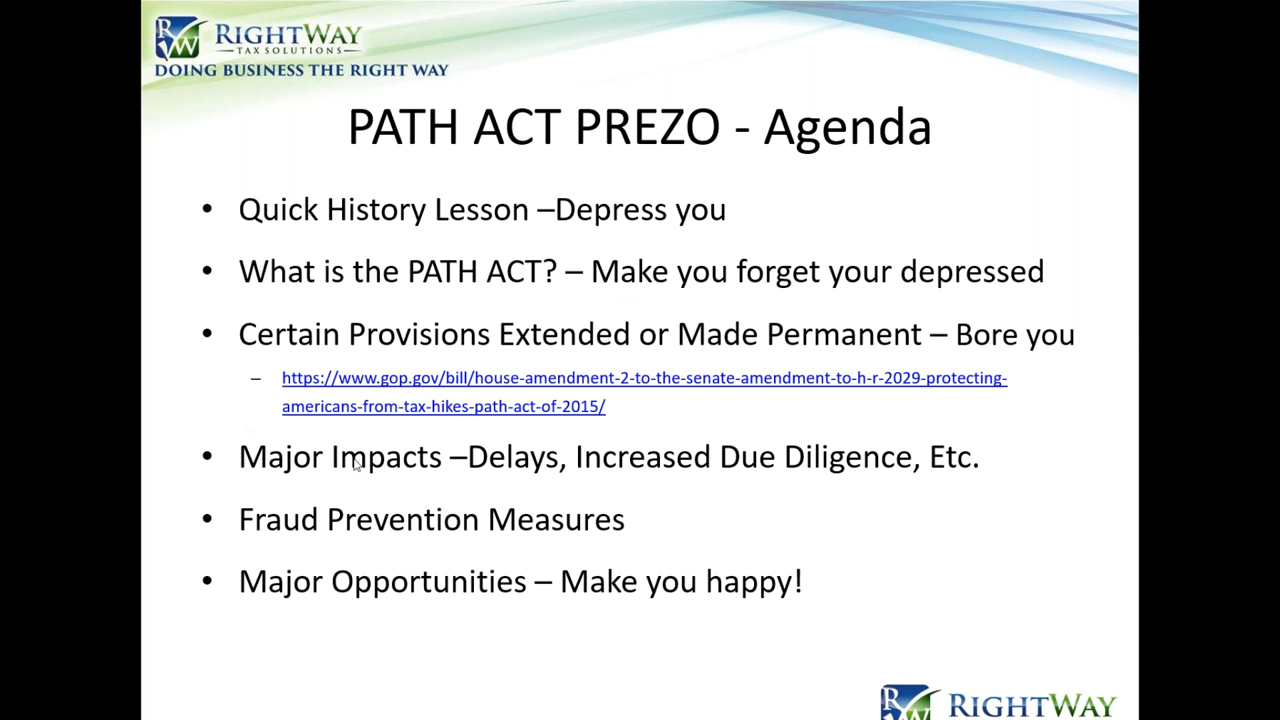 RW RIGHTWAY
TAX SOLUTIONS
DOING BUSINESS THE RIGHT WAY
PATH ACT PREZO - Agenda
• Quick History Lesson –Depress you
• What is the PATH ACT? – Make you forget your depressed
• Certain Provisions Extended or Made Permanent – Bore you
– https://www.gop.gov/bill/house-amendment-2-to-the-senate-amendment-to-h-r-2029-protecting-
americans-from-tax-hikes-path-act-of-2015/
• Major Impacts –Delays, Increased Due Diligence, Etc.
• Fraud Prevention Measures
• Major Opportunities – Make you happy!
RW RIGHTWAY